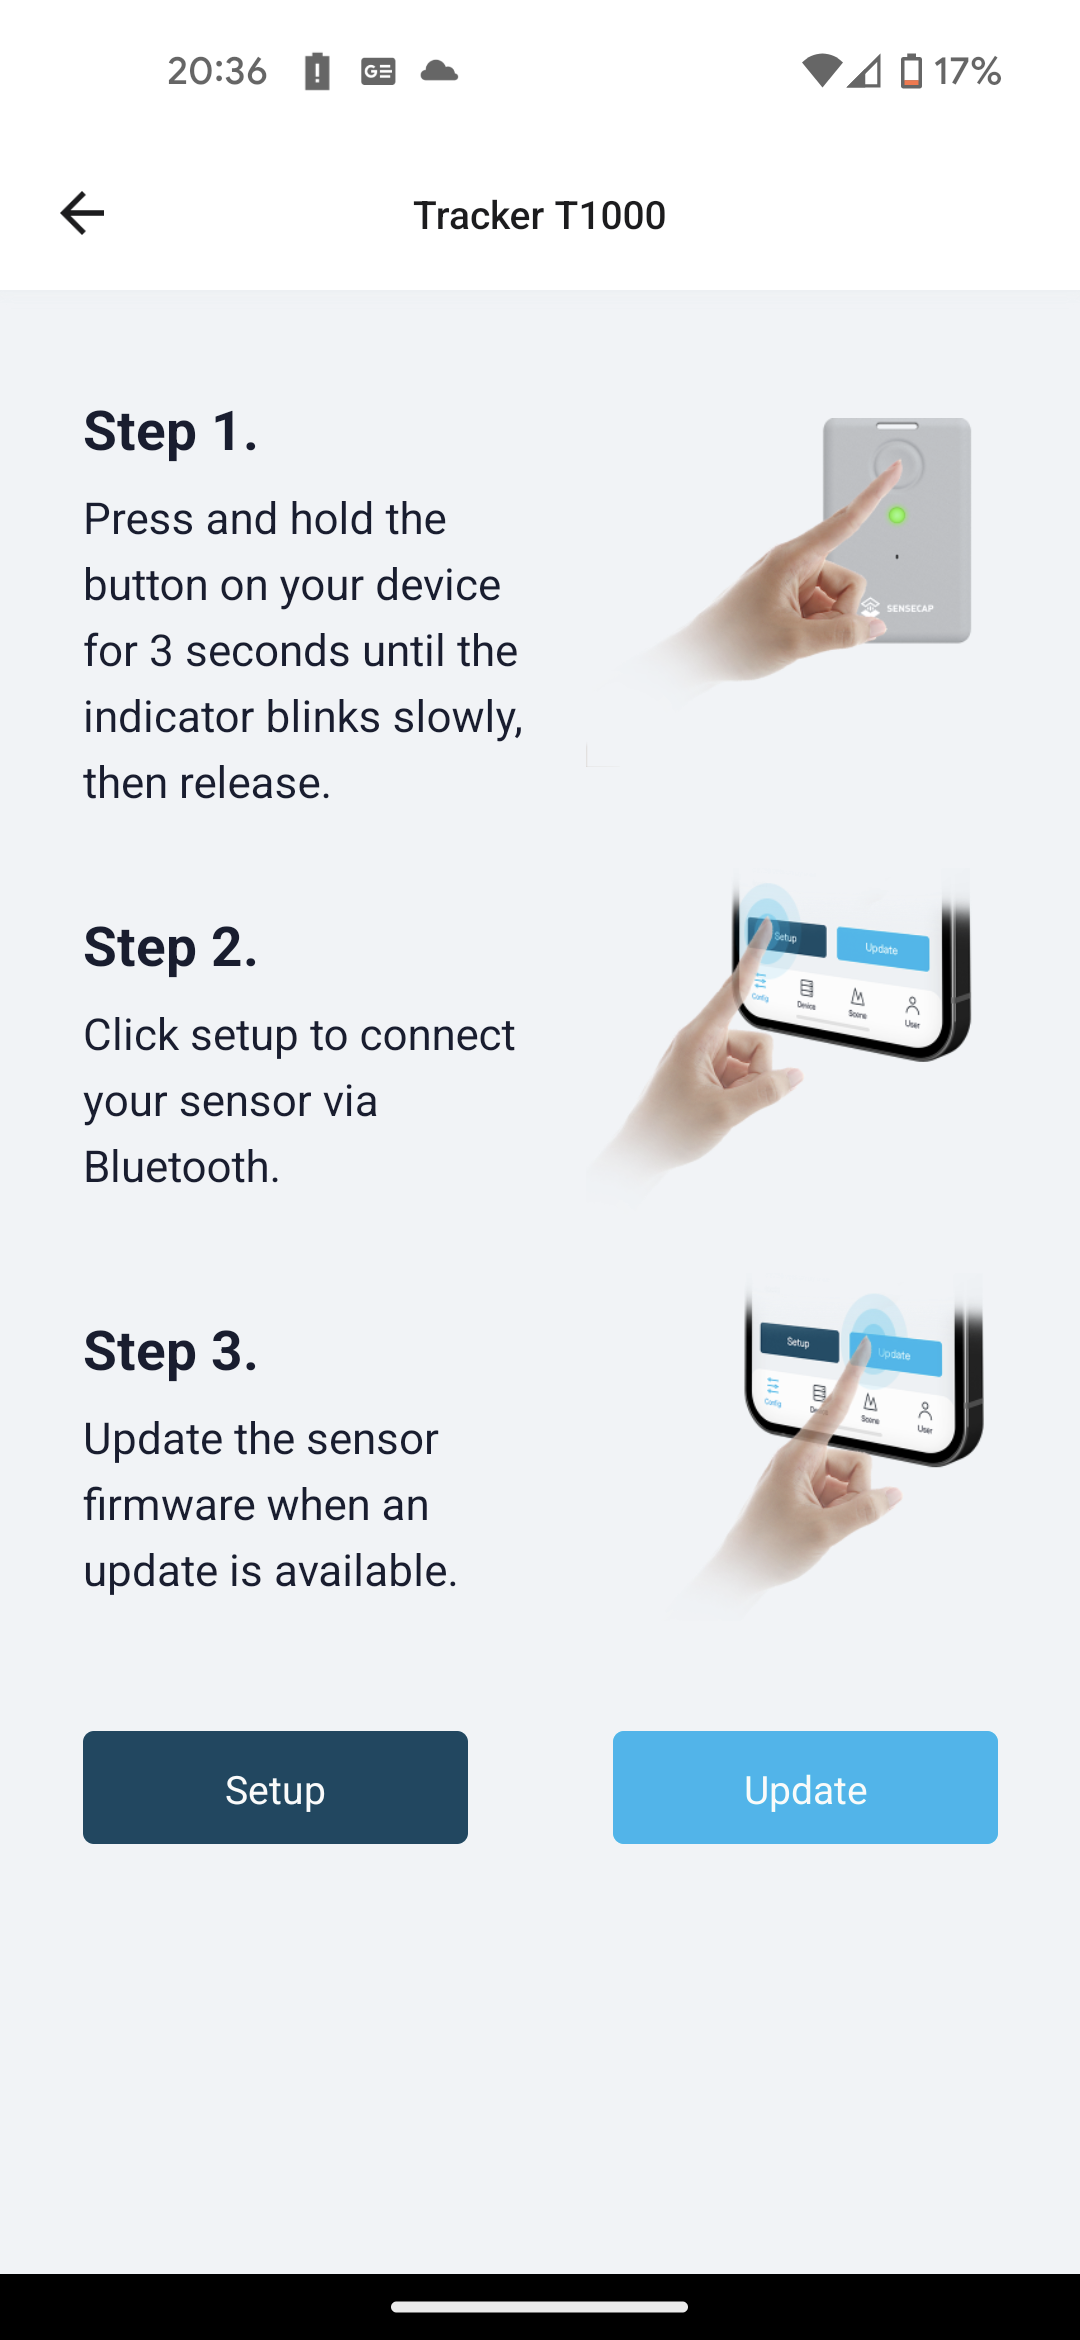 20:36
GE
17%
Tracker T1000
Step 1.
Press and hold the
button on your device
for 3 seconds until the
indicator blinks slowly,
then release.
SENSECAP
Step 2.
Click setup to connect
your sensor via
Bluetooth.
Setup
Update
Config
Device
Scene
User
Step 3.
Update the sensor
firmware when an
update is available.
Setup
Update
Config
Scene
User
Setup
Update